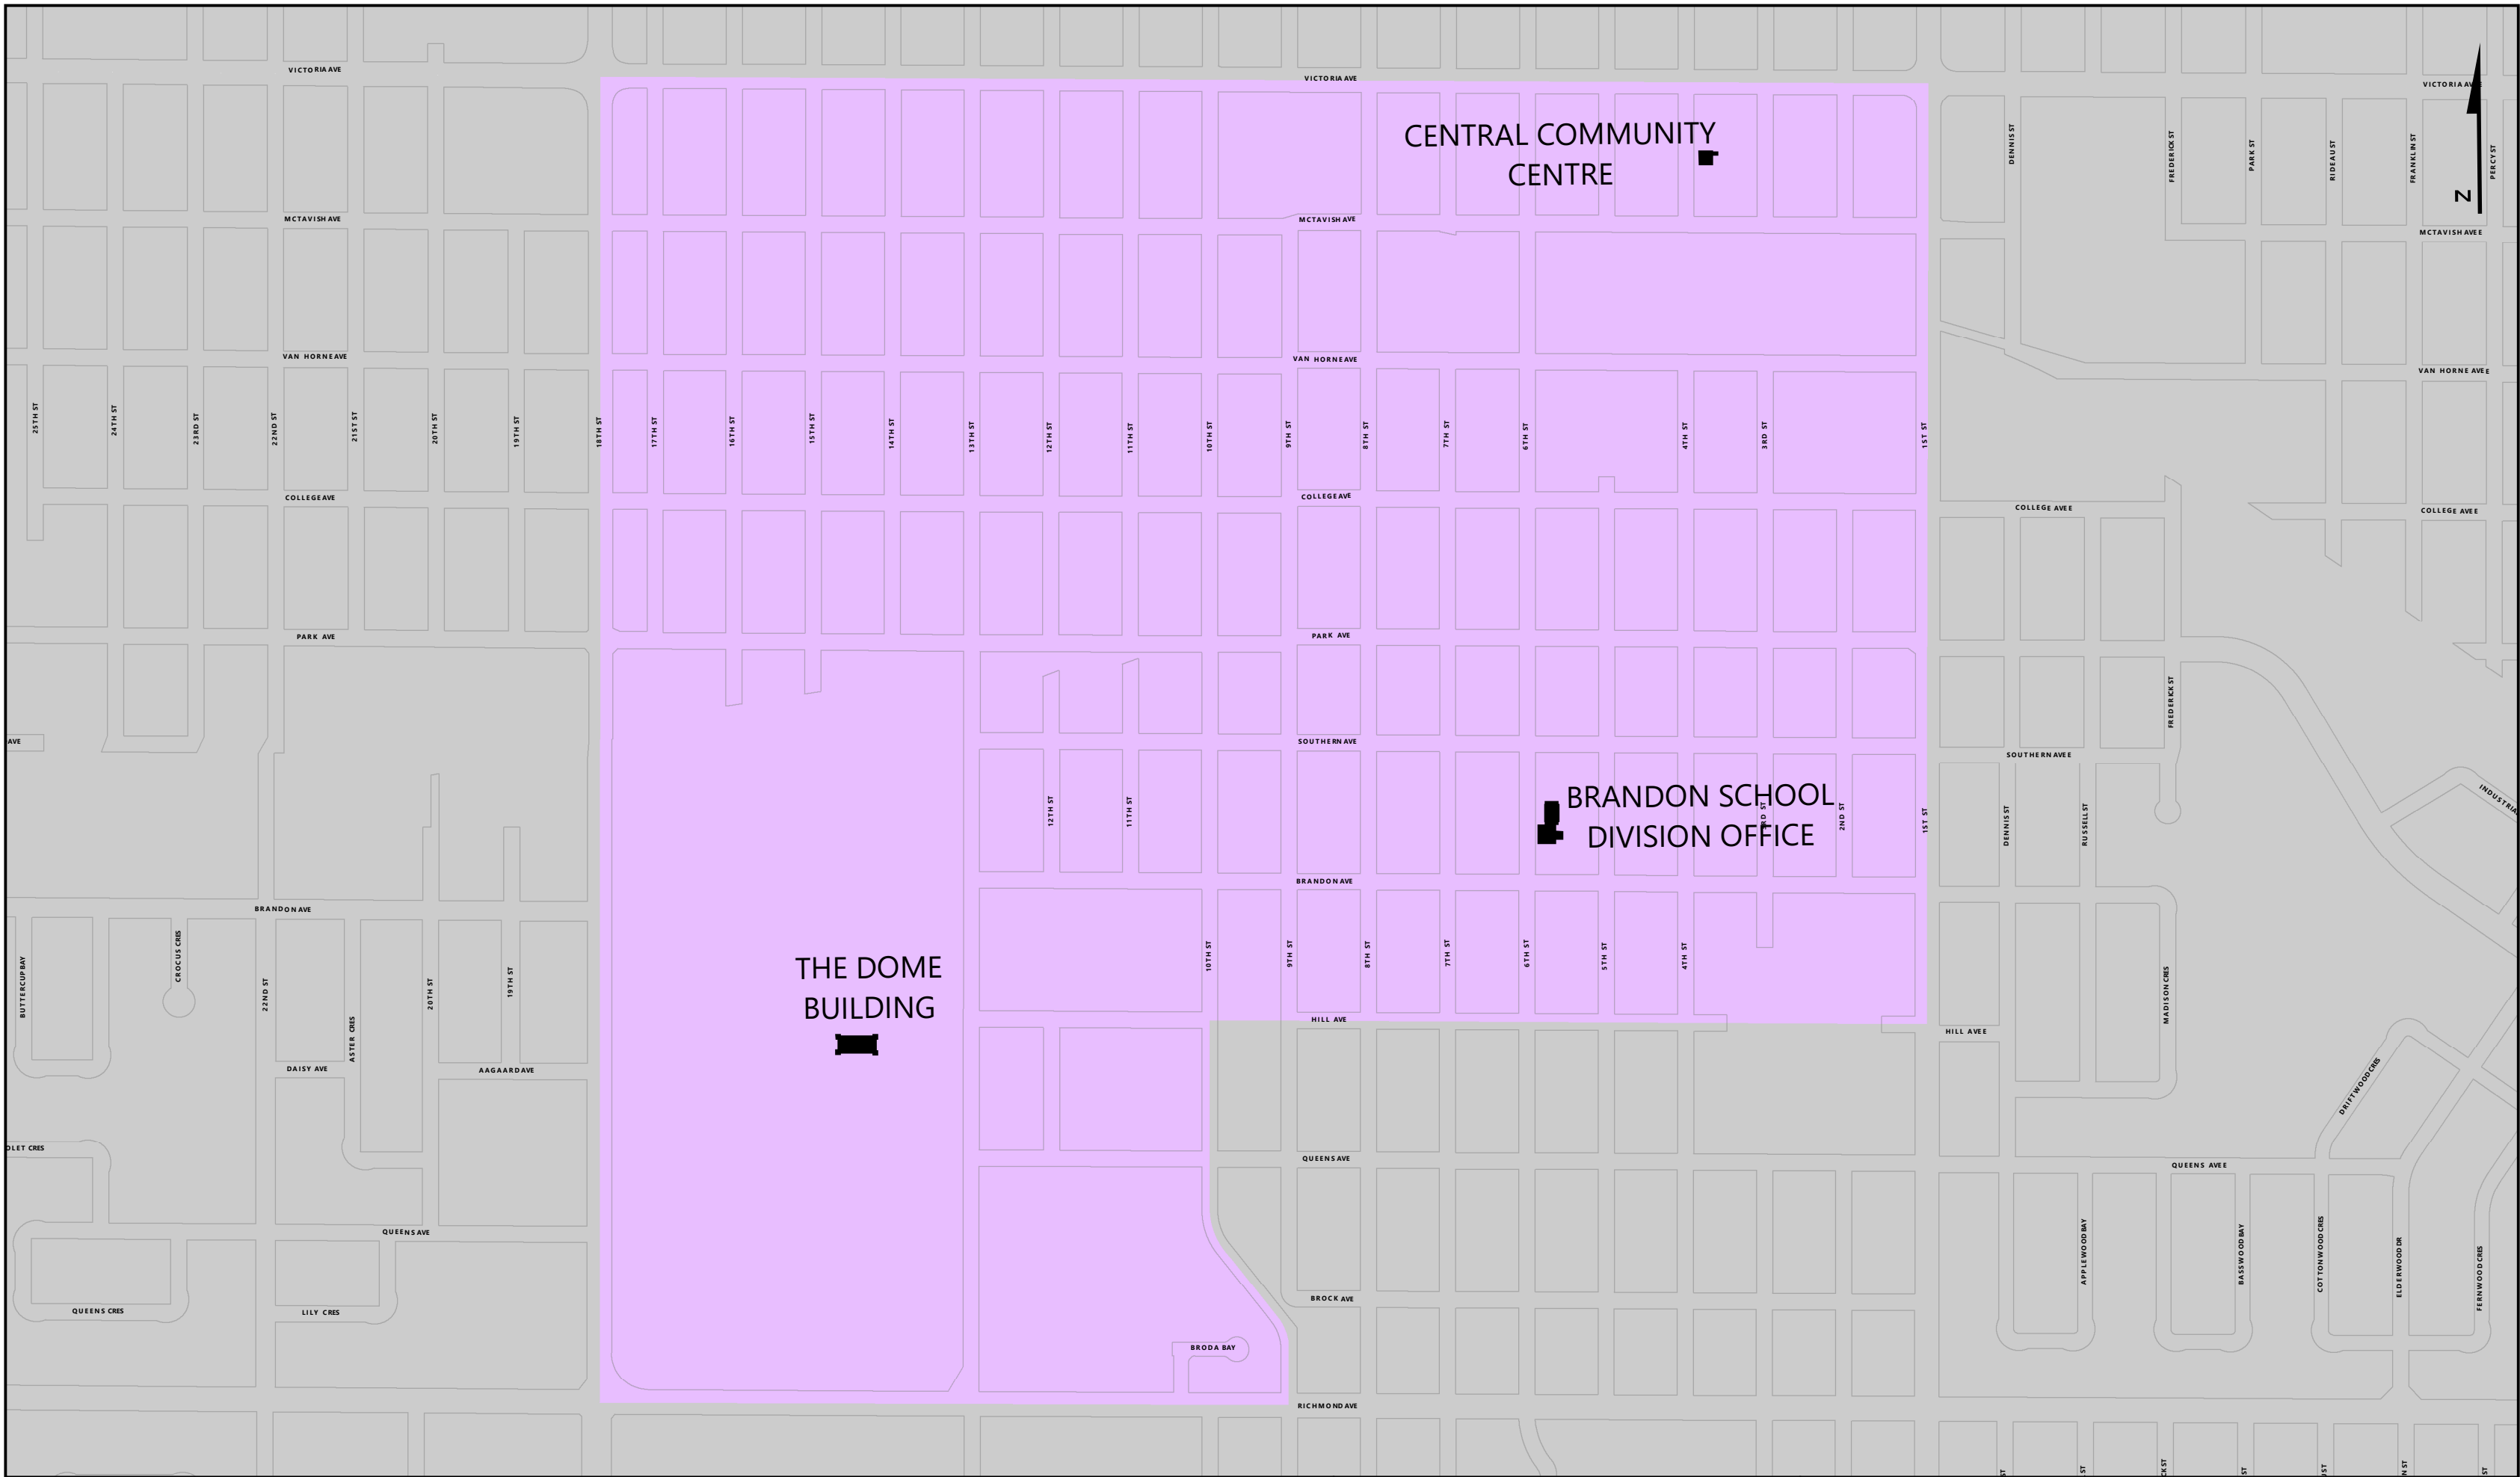 VICTORIA AVE
VICTORIA AVE
VICTORIA AVE
CENTRAL COMMUNITY
CENTRE
DENNIS ST
FREDERICK ST
PARK ST
RIDEAU ST
FRANKLIN ST
PERCY ST
N
MCTAVISH AVE
MCTAVISH AVE
MCTAVISH AVE E
VAN HORNE AVE
VAN HORNE AVE
VAN HORNE AVE E
25TH ST
24TH ST
23RD ST
22ND ST
21ST ST
20TH ST
19TH ST
18TH ST
17TH ST
16TH ST
15TH ST
14TH ST
13TH ST
12TH ST
11TH ST
10TH ST
9TH ST
8TH ST
7TH ST
6TH ST
4TH ST
3RD ST
1ST ST
COLLEGE AVE
COLLEGE AVE
COLLEGE AVE E
COLLEGE AVE E
PARK AVE
PARK AVE
FREDERICK ST
AVE
SOUTHERN AVE
SOUTHERN AVE E
BRANDON SCHOOL
DIVISION OFFICE
12TH ST
11TH ST
3RD ST
2ND ST
1ST ST
DENNIS ST
RUSSELL ST
BRANDON AVE
BRANDON AVE
BUTTERCUP BAY
CROCUS CRES
22ND ST
ASTER CRES
20TH ST
19TH ST
THE DOME
BUILDING
10TH ST
9TH ST
8TH ST
7TH ST
6TH ST
5TH ST
4TH ST
MADISON CRES
HILL AVE
HILL AVE E
DAISY AVE
AAGAARD AVE
DRIFTWOOD CRES
OLET CRES
QUEENS AVE
QUEENS AVE E
QUEENS AVE
APPLEWOOD BAY
BASSWOOD BAY
COTTONWOOD CRES
ELDERWOOD DR
FERNWOOD CRES
QUEENS CRES
LILY CRES
BROCK AVE
BRODA BAY
RICHMOND AVE